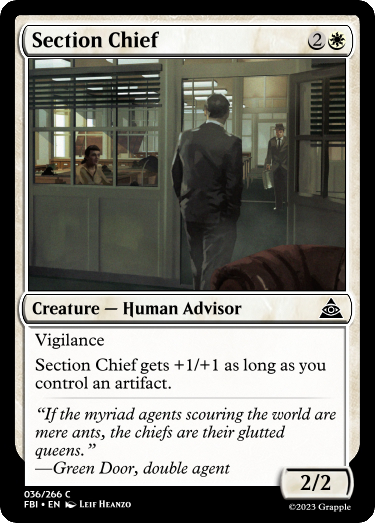 Section Chief 2
Creature — Human Advisor
Vigilance
Section Chief gets +1/+1 as long as you
control an artifact.
“If the myriad agents scouring the world are
mere ants, the chiefs are their glutted
queens.”
—Green Door, double agent
2/2
036/266 C
FBI • EN Leif Heanzo
©2023 Grapple